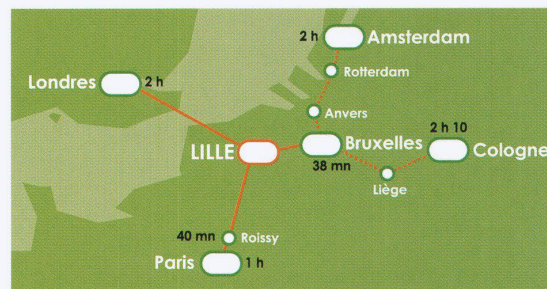 2 h Amsterdam
Rotterdam
Londres 2 h
Anvers
LILLE
Bruxelles
38 mn
2 h 10
Cologne
Liège
40 mn Roissy
Paris 1 h